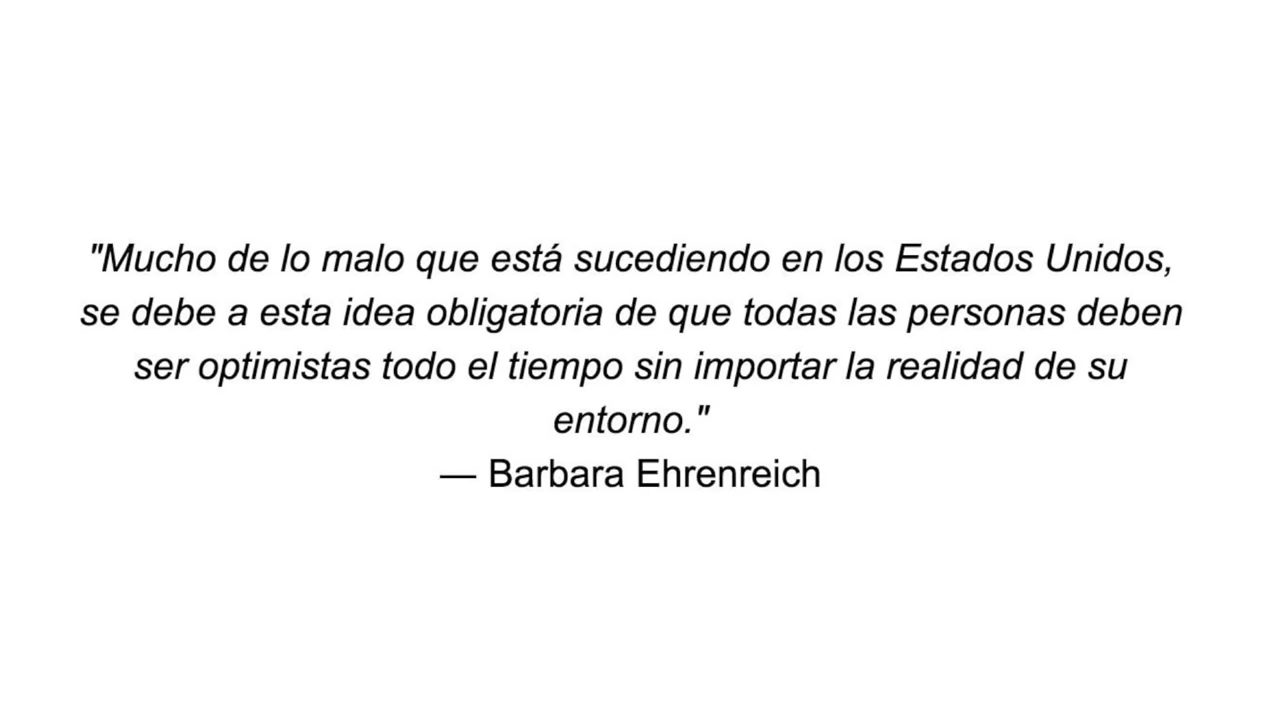 "Mucho de lo malo que está sucediendo en los Estados Unidos,
se debe a esta idea obligatoria de que todas las personas deben
ser optimistas todo el tiempo sin importar la realidad de su
entorno."
— Barbara Ehrenreich